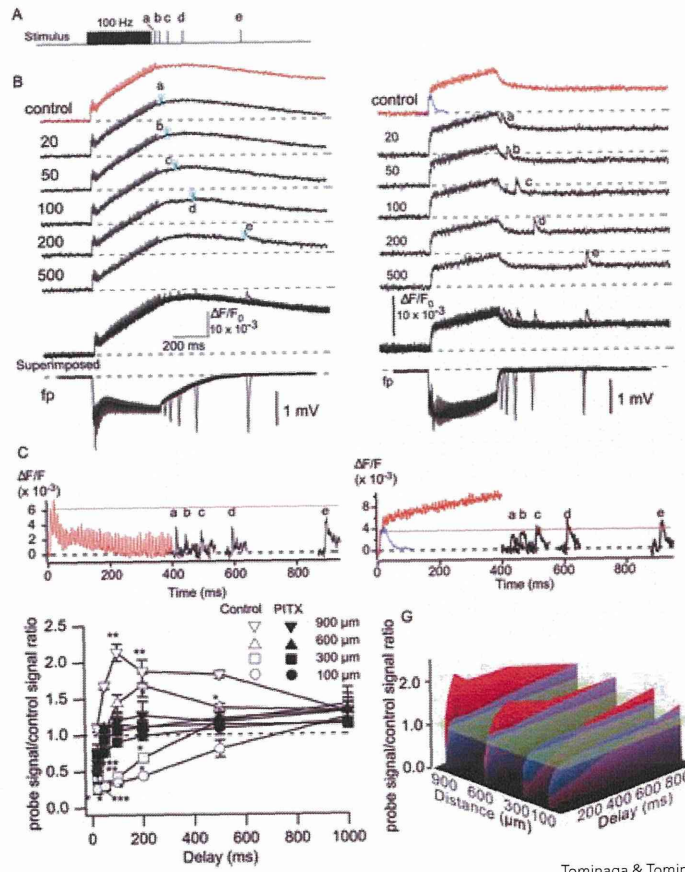 A
Stimulus
100 Hz
a b c d e
B
control
20
50
100
200
500
a
b
c
d
e
ΔF/F0
10 x 10-3
200 ms
Superimposed
fp
1 mV
control
20
50
100
200
500
a
b
c
d
e
ΔF/F0
10 x 10-3
fp
1 mV
C
ΔF/F
(x 10-3)
6
4
2
0
a b c d e
0 200 400 600 800
Time (ms)
ΔF/F
(x 10-3)
8
4
0
a b c d e
0 200 400 600 800
Time (ms)
probe signal/control signal ratio
2.5
2.0
1.5
1.0
0.5
0.0
Control PITX
900 μm
600 μm
300 μm
100 μm
0 200 400 600 800 1000
Delay (ms)
G
probe signal/control signal ratio
2.0
1.0
0.0
900 600 300 100
Distance (μm)
200 400 600 800
Delay (ms)
Tominaga &